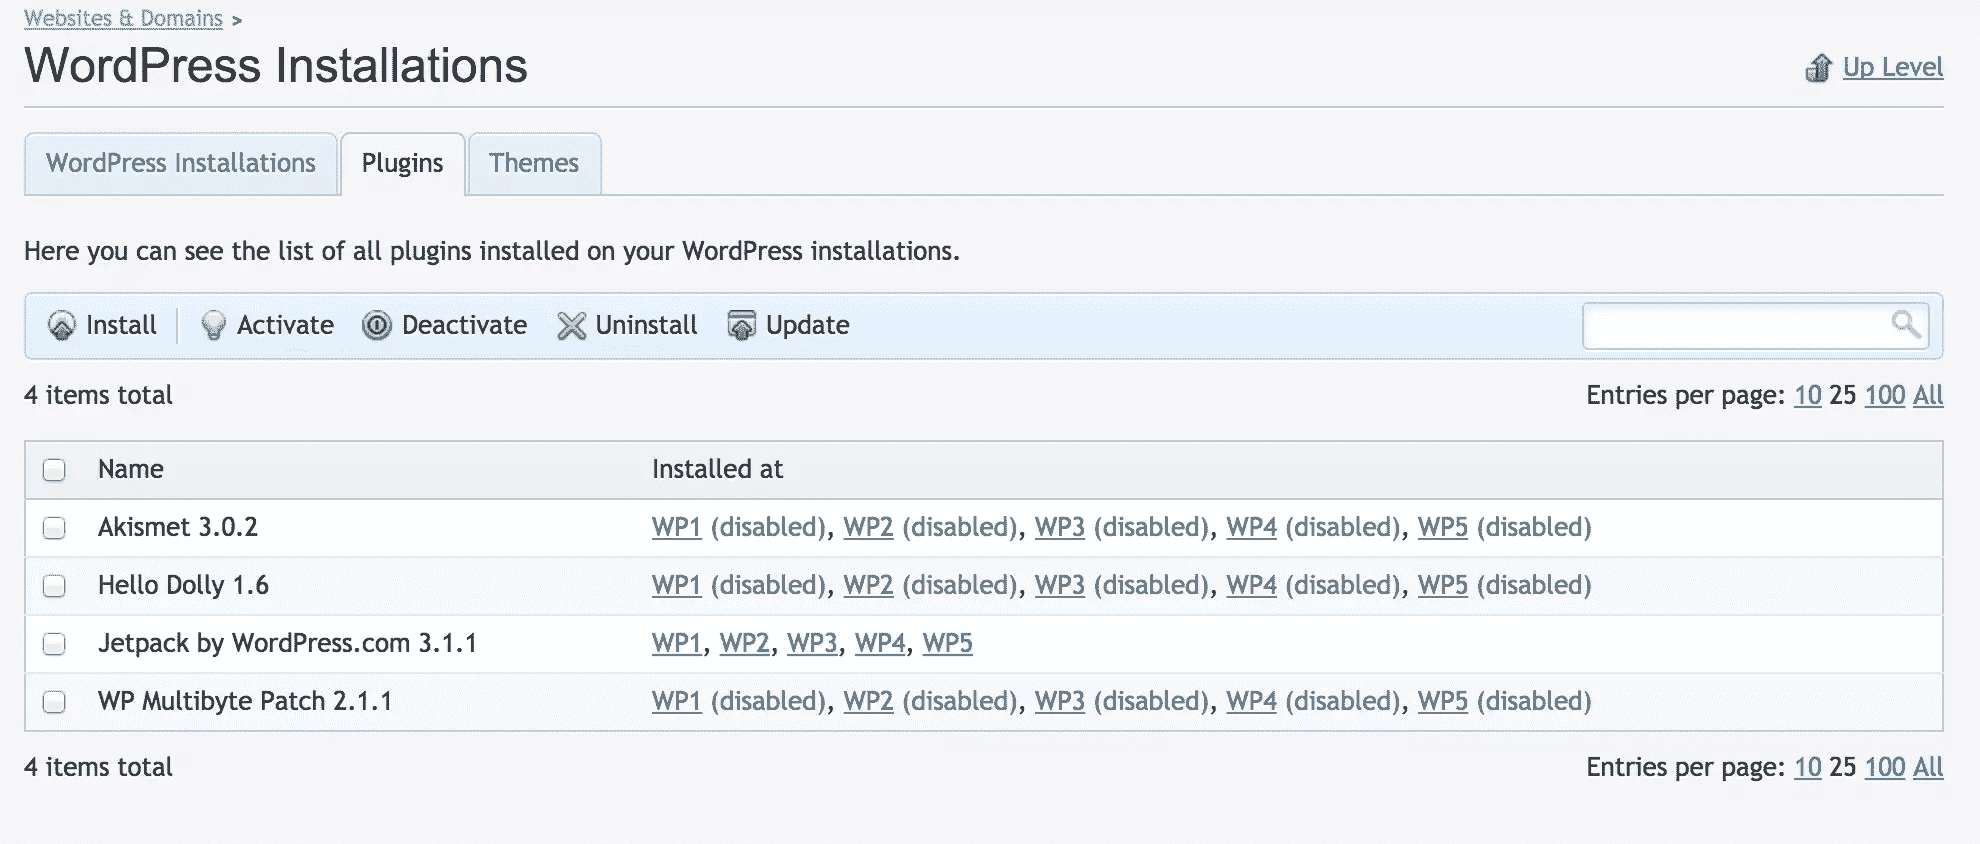 Websites & Domains >
WordPress Installations
Up Level
WordPress Installations Plugins Themes
Here you can see the list of all plugins installed on your WordPress installations.
Install Activate Deactivate Uninstall Update
4 items total Entries per page: 10 25 100 All
Name Installed at
Akismet 3.0.2 WP1 (disabled), WP2 (disabled), WP3 (disabled), WP4 (disabled), WP5 (disabled)
Hello Dolly 1.6 WP1 (disabled), WP2 (disabled), WP3 (disabled), WP4 (disabled), WP5 (disabled)
Jetpack by WordPress.com 3.1.1 WP1, WP2, WP3, WP4, WP5
WP Multibyte Patch 2.1.1 WP1 (disabled), WP2 (disabled), WP3 (disabled), WP4 (disabled), WP5 (disabled)
4 items total Entries per page: 10 25 100 All